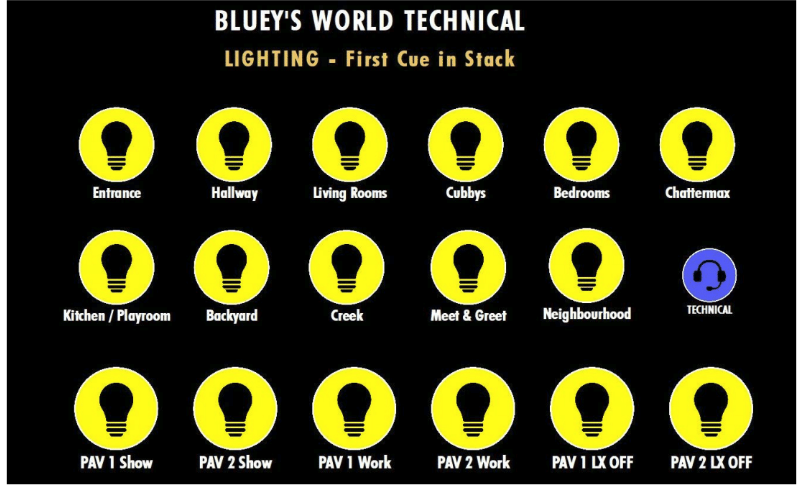 BLUEY'S WORLD TECHNICAL
LIGHTING - First Cue in Stack
Entrance Hallway Living Rooms Cubbys Bedrooms Chattermax
Kitchen / Playroom Backyard Creek Meet & Greet Neighbourhood TECHNICAL
PAV 1 Show PAV 2 Show PAV 1 Work PAV 2 Work PAV 1 LX OFF PAV 2 LX OFF